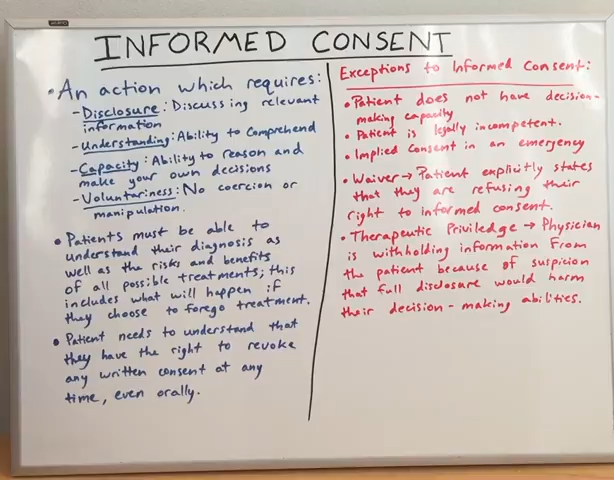 INFORMED CONSENT
• An action which requires:
- Disclosure: Discussing relevant
information
- Understanding: Ability to Comprehend
- Capacity: Ability to reason and
make your own decisions
- Voluntariness: No coercion or
manipulation.
• Patients must be able to
understand their diagnosis as
well as the risks and benefits
of all possible treatments; this
includes what will happen if
they choose to forego treatment.
• Patient needs to understand that
they have the right to revoke
any written consent at any
time, even orally.
Exceptions to Informed Consent:
• Patient does not have decision-
making capacity
• Patient is legally incompetent.
• Implied consent in an emergency
• Waiver → Patient explicitly states
that they are refusing their
right to informed consent.
• Therapeutic Priviledge → Physician
is withholding information from
the patient because of suspicion
that full disclosure would harm
their decision-making abilities.